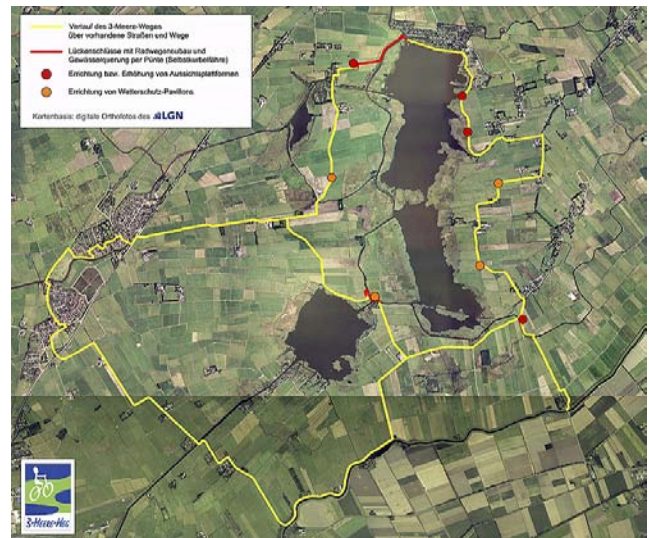 Verlauf des 3-Meere-Weges
über vorhandene Straßen und Wege
Lückenschlüsse mit Radwegeneubau und
Gewässerquerung per Pünte (Selbstkurbelfähre)
Errichtung bzw. Erhöhung von Aussichtsplattformen
Errichtung von Wetterschutz-Pavillons
Kartenbasis: digitale Orthofotos des LGN
3-Meere-Weg